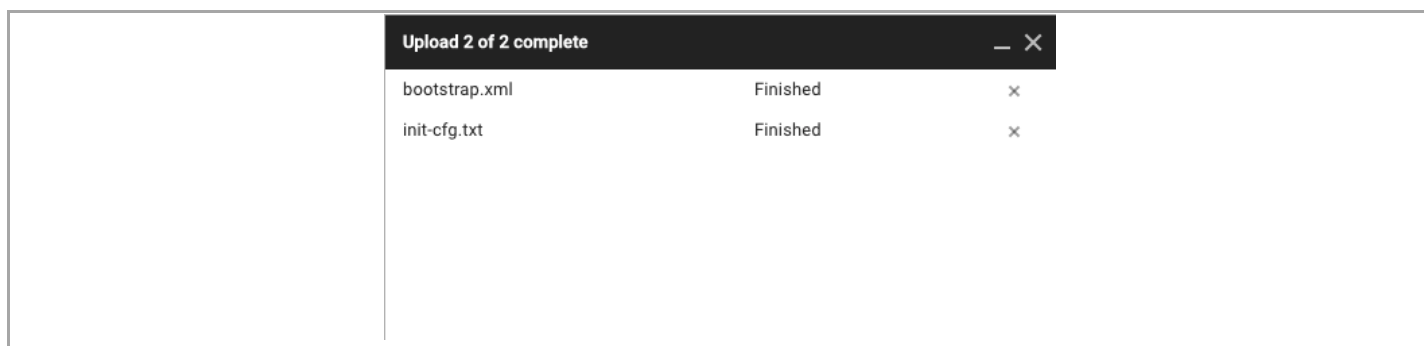 Upload 2 of 2 complete
bootstrap.xml Finished
init-cfg.txt Finished